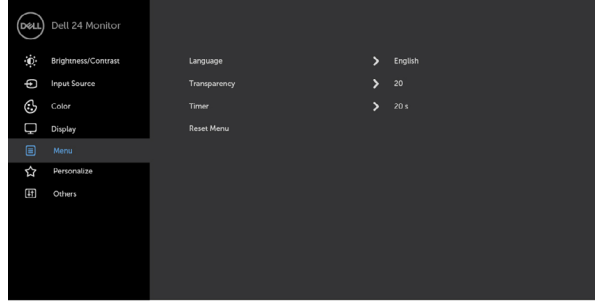 DELL Dell 24 Monitor
Brightness/Contrast Language English
Input Source Transparency 20
Color Timer 20 s
Display Reset Menu
Menu
Personalize
Others